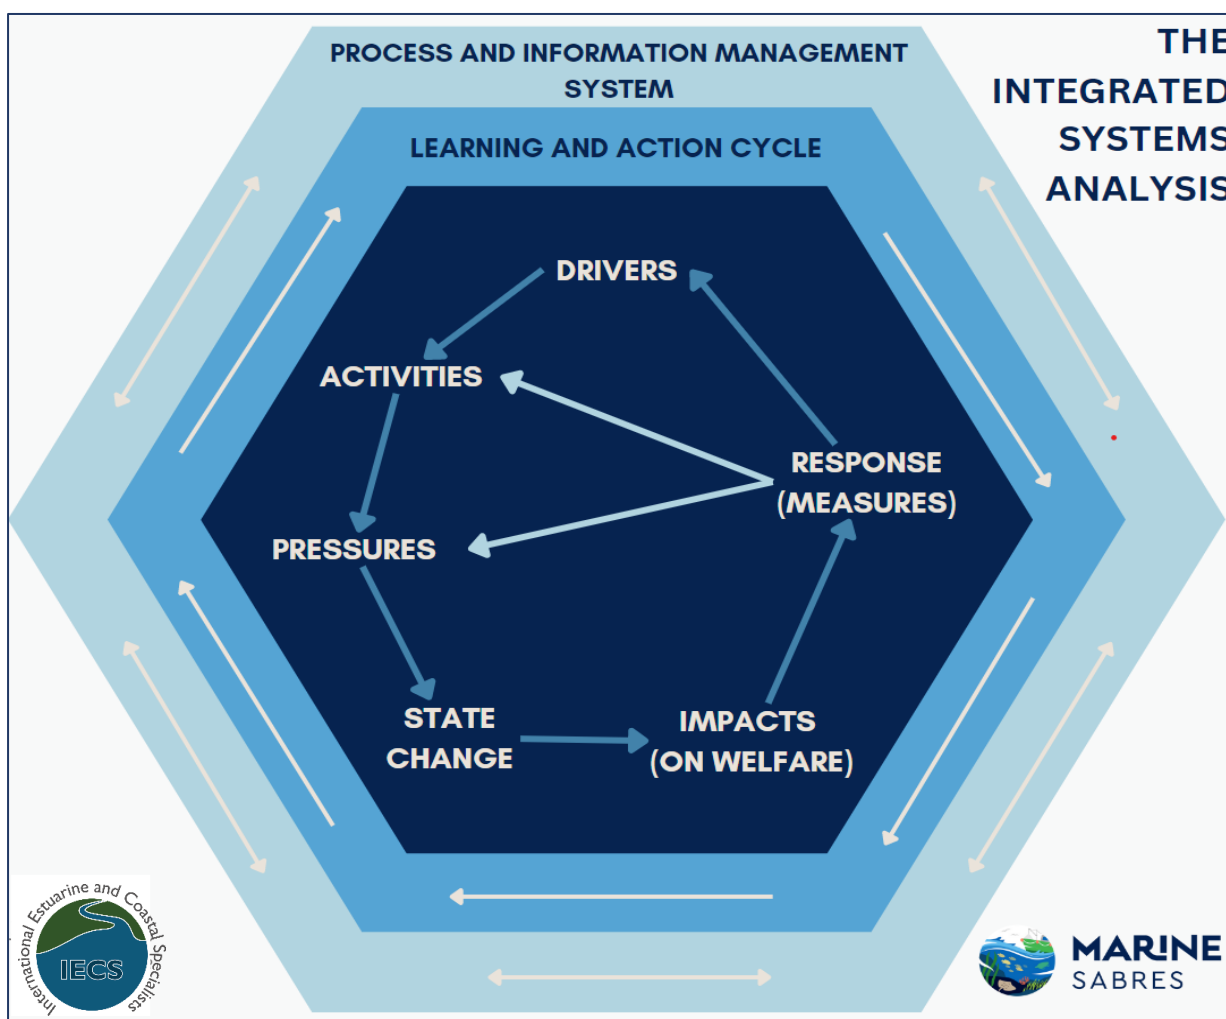 THE
INTEGRATED
SYSTEMS
ANALYSIS
PROCESS AND INFORMATION MANAGEMENT
SYSTEM
LEARNING AND ACTION CYCLE
DRIVERS
ACTIVITIES
RESPONSE
(MEASURES)
PRESSURES
STATE
CHANGE
IMPACTS
(ON WELFARE)
International Estuarine and Coastal Specialists
IECS
MARINE
SABRES